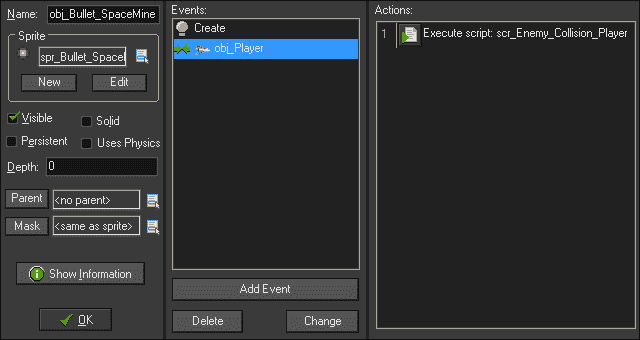 Name: obj_Bullet_SpaceMine
Sprite
spr_Bullet_Space
New Edit
Visible Solid
Persistent Uses Physics
Depth: 0
Parent <no parent>
Mask <same as sprite>
Show Information
OK
Events:
Create
obj_Player
Add Event
Delete Change
Actions:
1 Execute script: scr_Enemy_Collision_Player